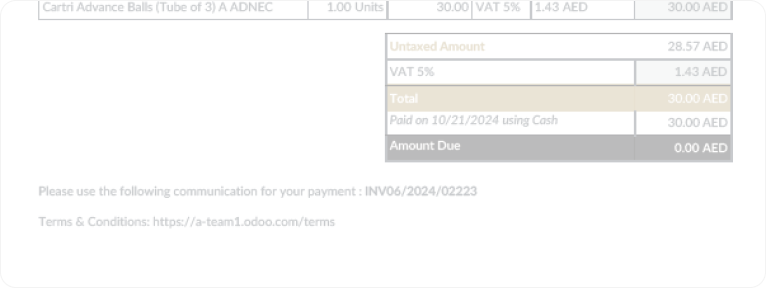 Cartri Advance Balls (Tube of 3) A ADNEC 1.00 Units 30.00 VAT 5% 1.43 AED 30.00 AED
Untaxed Amount 28.57 AED
VAT 5% 1.43 AED
Total 30.00 AED
Paid on 10/21/2024 using Cash 30.00 AED
Amount Due 0.00 AED
Please use the following communication for your payment : INV06/2024/02223
Terms & Conditions: https://a-team1.odoo.com/terms